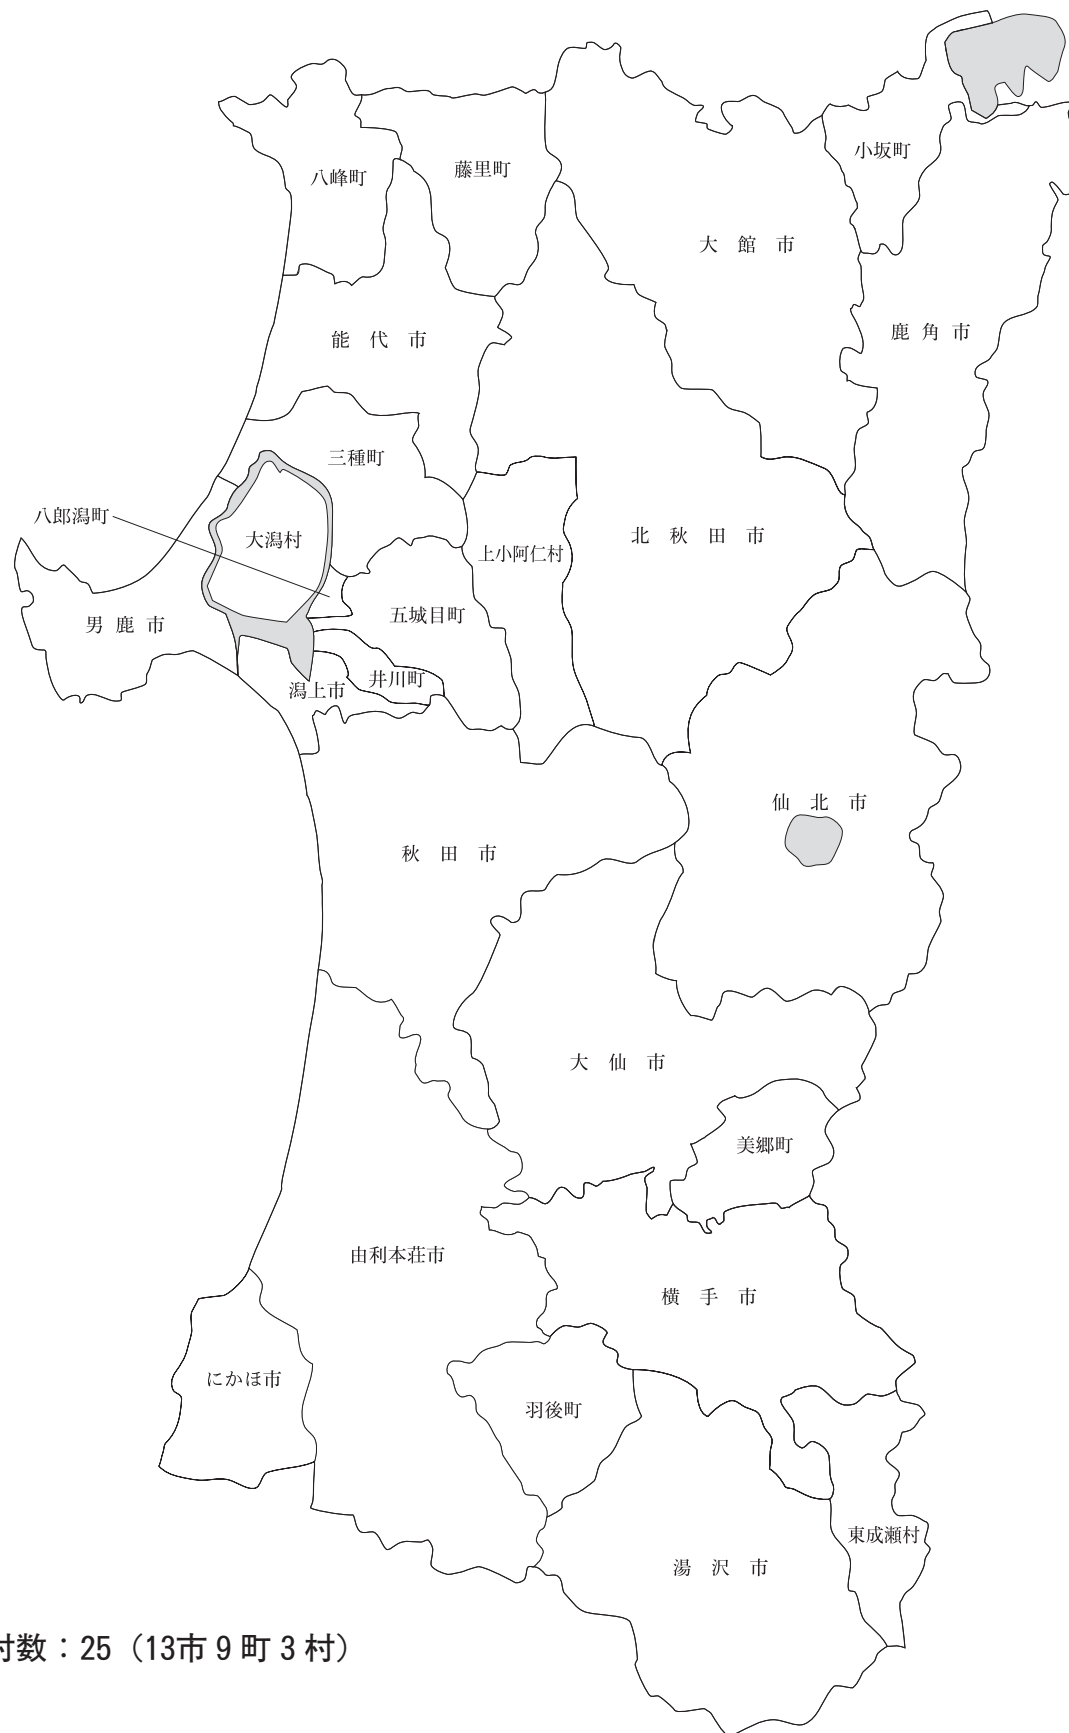 小坂町
八峰町
藤里町
大館市
鹿角市
能代市
三種町
八郎潟町
大潟村
北秋田市
上小阿仁村
男鹿市
五城目町
井川町
潟上市
仙北市
秋田市
大仙市
美郷町
由利本荘市
横手市
にかほ市
羽後町
東成瀬村
湯沢市
村数：25（13市9町3村）